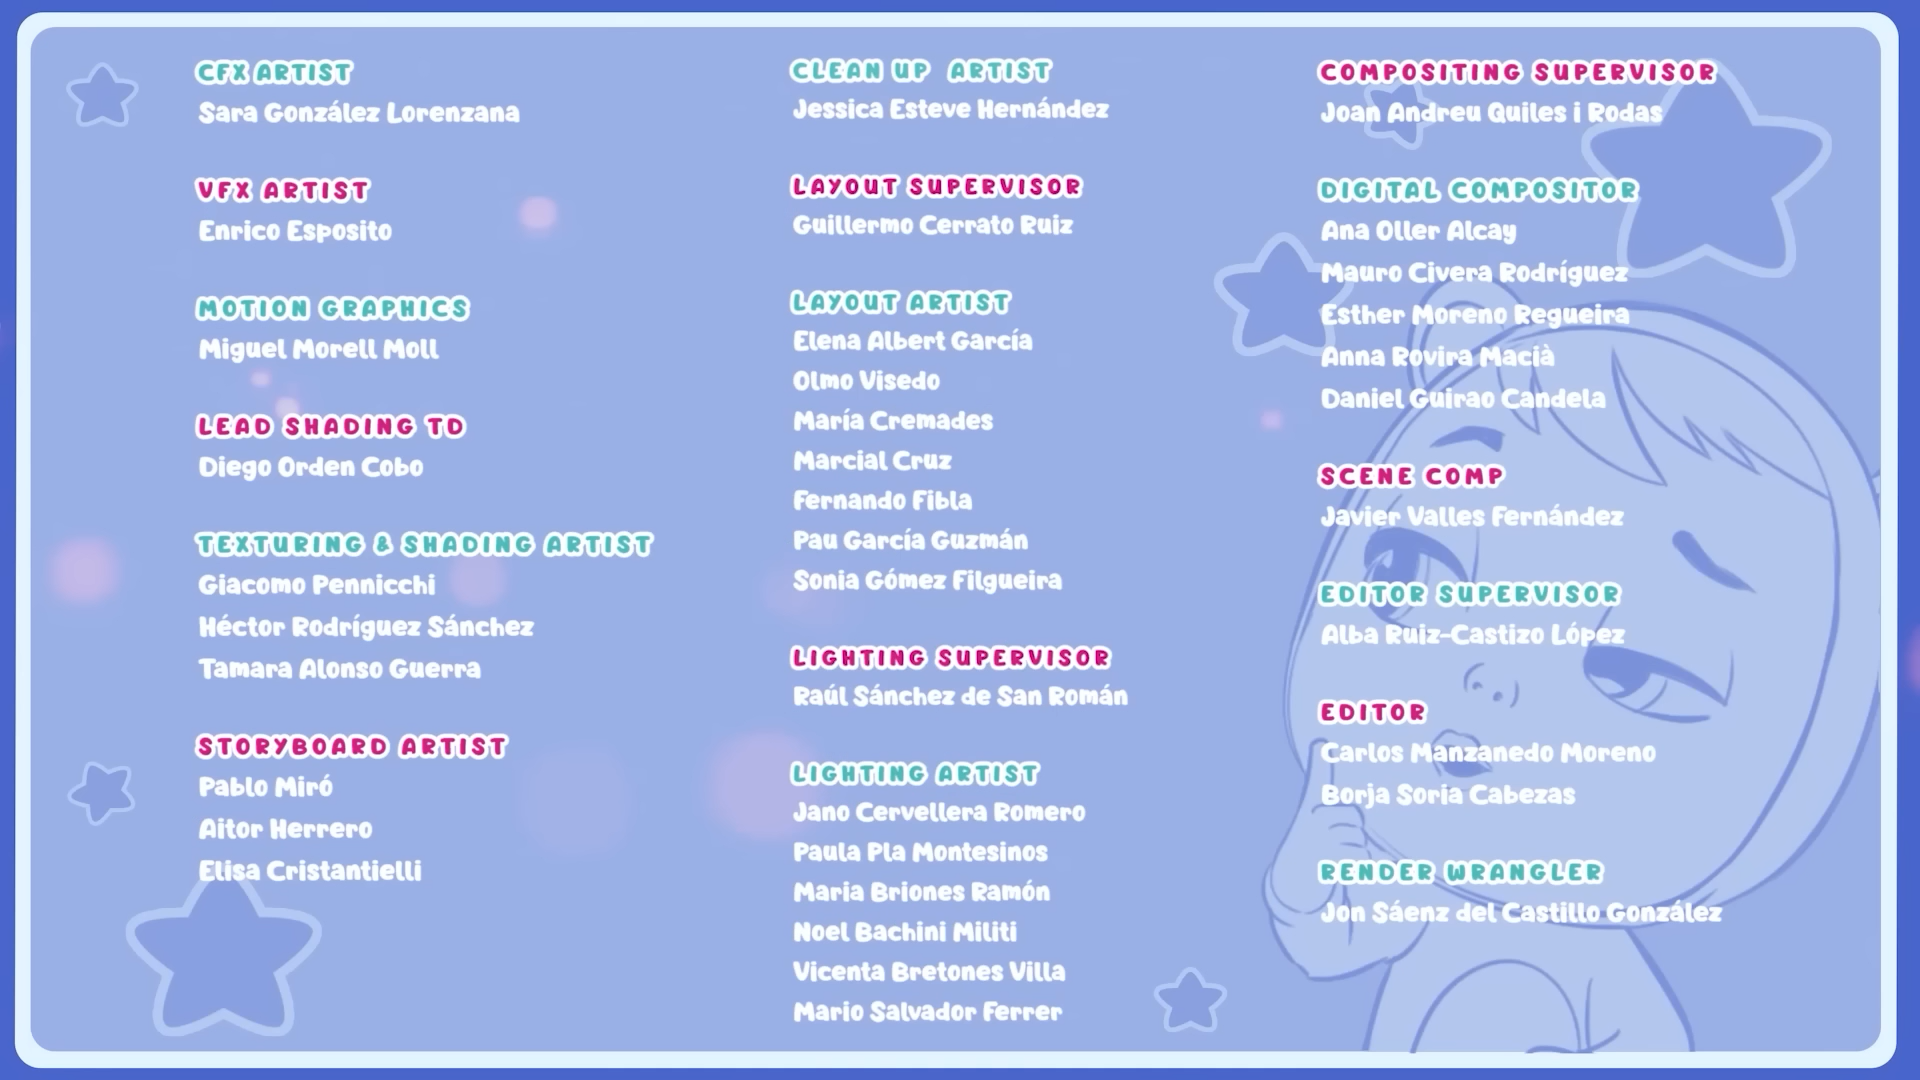 CFX ARTIST
Sara González Lorenzana
VFX ARTIST
Enrico Esposito
MOTION GRAPHICS
Miguel Morell Moll
LEAD SHADING TD
Diego Orden Cobo
TEXTURING & SHADING ARTIST
Giacomo Pennicchi
Héctor Rodríguez Sánchez
Tamara Alonso Guerra
STORYBOARD ARTIST
Pablo Miró
Aitor Herrero
Elisa Cristantielli
CLEAN UP ARTIST
Jessica Esteve Hernández
LAYOUT SUPERVISOR
Guillermo Cerrato Ruiz
LAYOUT ARTIST
Elena Albert García
Olmo Visedo
María Cremades
Marcial Cruz
Fernando Fibla
Pau García Guzmán
Sonia Gómez Filgueira
LIGHTING SUPERVISOR
Raúl Sánchez de San Román
LIGHTING ARTIST
Jano Cervellera Romero
Paula Pla Montesinos
Maria Briones Ramón
Noel Bachini Militi
Vicenta Bretones Villa
Mario Salvador Ferrer
COMPOSITING SUPERVISOR
Joan Andreu Quiles i Rodas
DIGITAL COMPOSITOR
Ana Oller Alcay
Mauro Civera Rodríguez
Esther Moreno Regueira
Anna Rovira Macià
Daniel Guirao Candela
SCENE COMP
Javier Valles Fernández
EDITOR SUPERVISOR
Alba Ruiz-Castizo López
EDITOR
Carlos Manzanedo Moreno
Borja Soria Cabezas
RENDER WRANGLER
Jon Sáenz del Castillo González